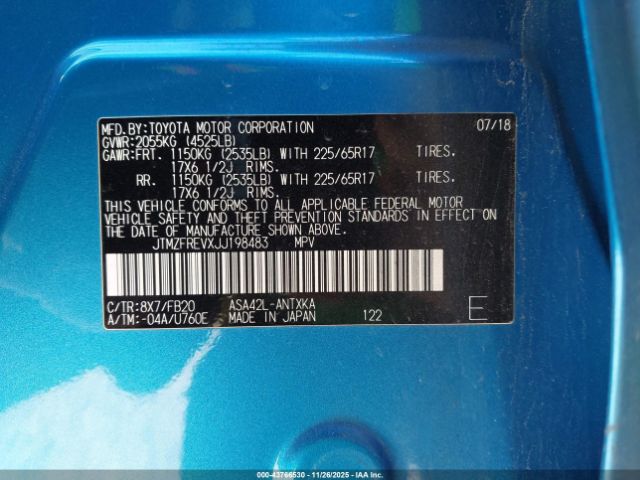 MFD.BY:TOYOTA MOTOR CORPORATION 07/18
GVWR:2055KG (4525LB)
GAWR:FRT. 1150KG (2535LB) WITH 225/65R17 TIRES.
17X6 1/2J RIMS.
RR. 1150KG (2535LB) WITH 225/65R17 TIRES.
17X6 1/2J RIMS.
THIS VEHICLE CONFORMS TO ALL APPLICABLE FEDERAL MOTOR
VEHICLE SAFETY AND THEFT PREVENTION STANDARDS IN EFFECT ON
THE DATE OF MANUFACTURE SHOWN ABOVE.
JTMZFREVXJJ198483 MPV
C/TR:8X7/FB20 ASA42L-ANTXKA
A/TM:-04A/U760E MADE IN JAPAN 122 E
000-43766530 - 11/26/2025 - IAA Inc.